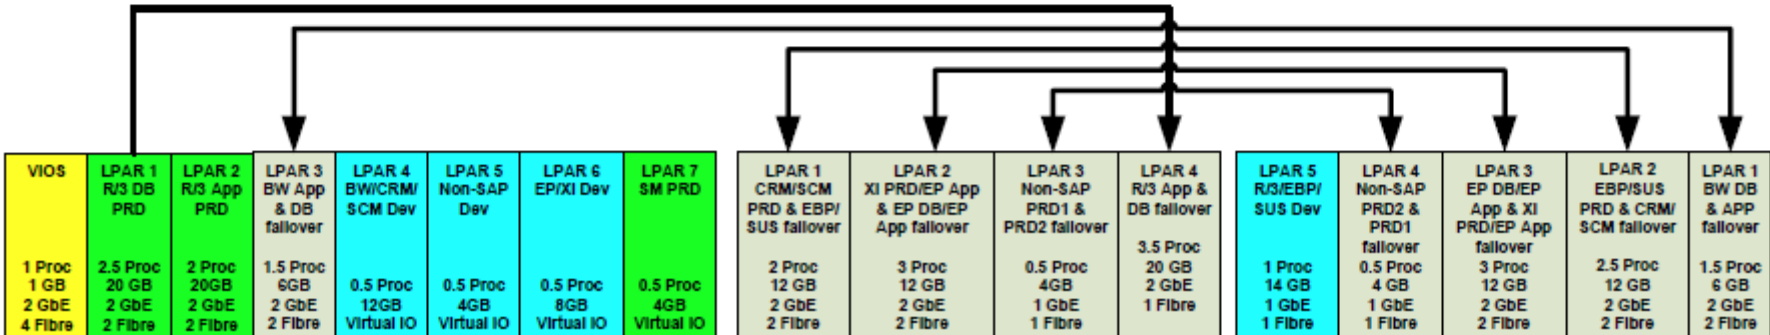 VIOS
1 Proc
1 GB
2 GbE
4 Fibre
LPAR 1
R/3 DB
PRD
2.5 Proc
20 GB
2 GbE
2 Fibre
LPAR 2
R/3 App
PRD
2 Proc
20GB
2 GbE
2 Fibre
LPAR 3
BW App
& DB
failover
1.5 Proc
6GB
2 GbE
2 Fibre
LPAR 4
BW/CRM/
SCM Dev
0.5 Proc
12GB
Virtual IO
LPAR 5
Non-SAP
Dev
0.5 Proc
4GB
Virtual IO
LPAR 6
EP/XI Dev
0.5 Proc
8GB
Virtual IO
LPAR 7
SM PRD
0.5 Proc
4GB
Virtual IO
LPAR 1
CRM/SCM
PRD & EBP/
SUS failover
2 Proc
12 GB
2 GbE
2 Fibre
LPAR 2
XI PRD/EP App
& EP DB/EP
App failover
3 Proc
12 GB
2 GbE
2 Fibre
LPAR 3
Non-SAP
PRD1 &
PRD2 failover
0.5 Proc
4GB
1 GbE
1 Fibre
LPAR 4
R/3 App &
DB failover
3.5 Proc
20 GB
2 GbE
1 Fibre
LPAR 5
R/3/EBP/
SUS Dev
1 Proc
14 GB
1 GbE
1 Fibre
LPAR 4
Non-SAP
PRD2 &
PRD1
failover
0.5 Proc
4 GB
1 GbE
1 Fibre
LPAR 3
EP DB/EP
App & XI
PRD/EP App
failover
3 Proc
12 GB
2 GbE
2 Fibre
LPAR 2
EBP/SUS
PRD & CRM/
SCM failover
2.5 Proc
12 GB
2 GbE
2 Fibre
LPAR 1
BW DB
& APP
failover
1.5 Proc
6 GB
2 GbE
2 Fibre